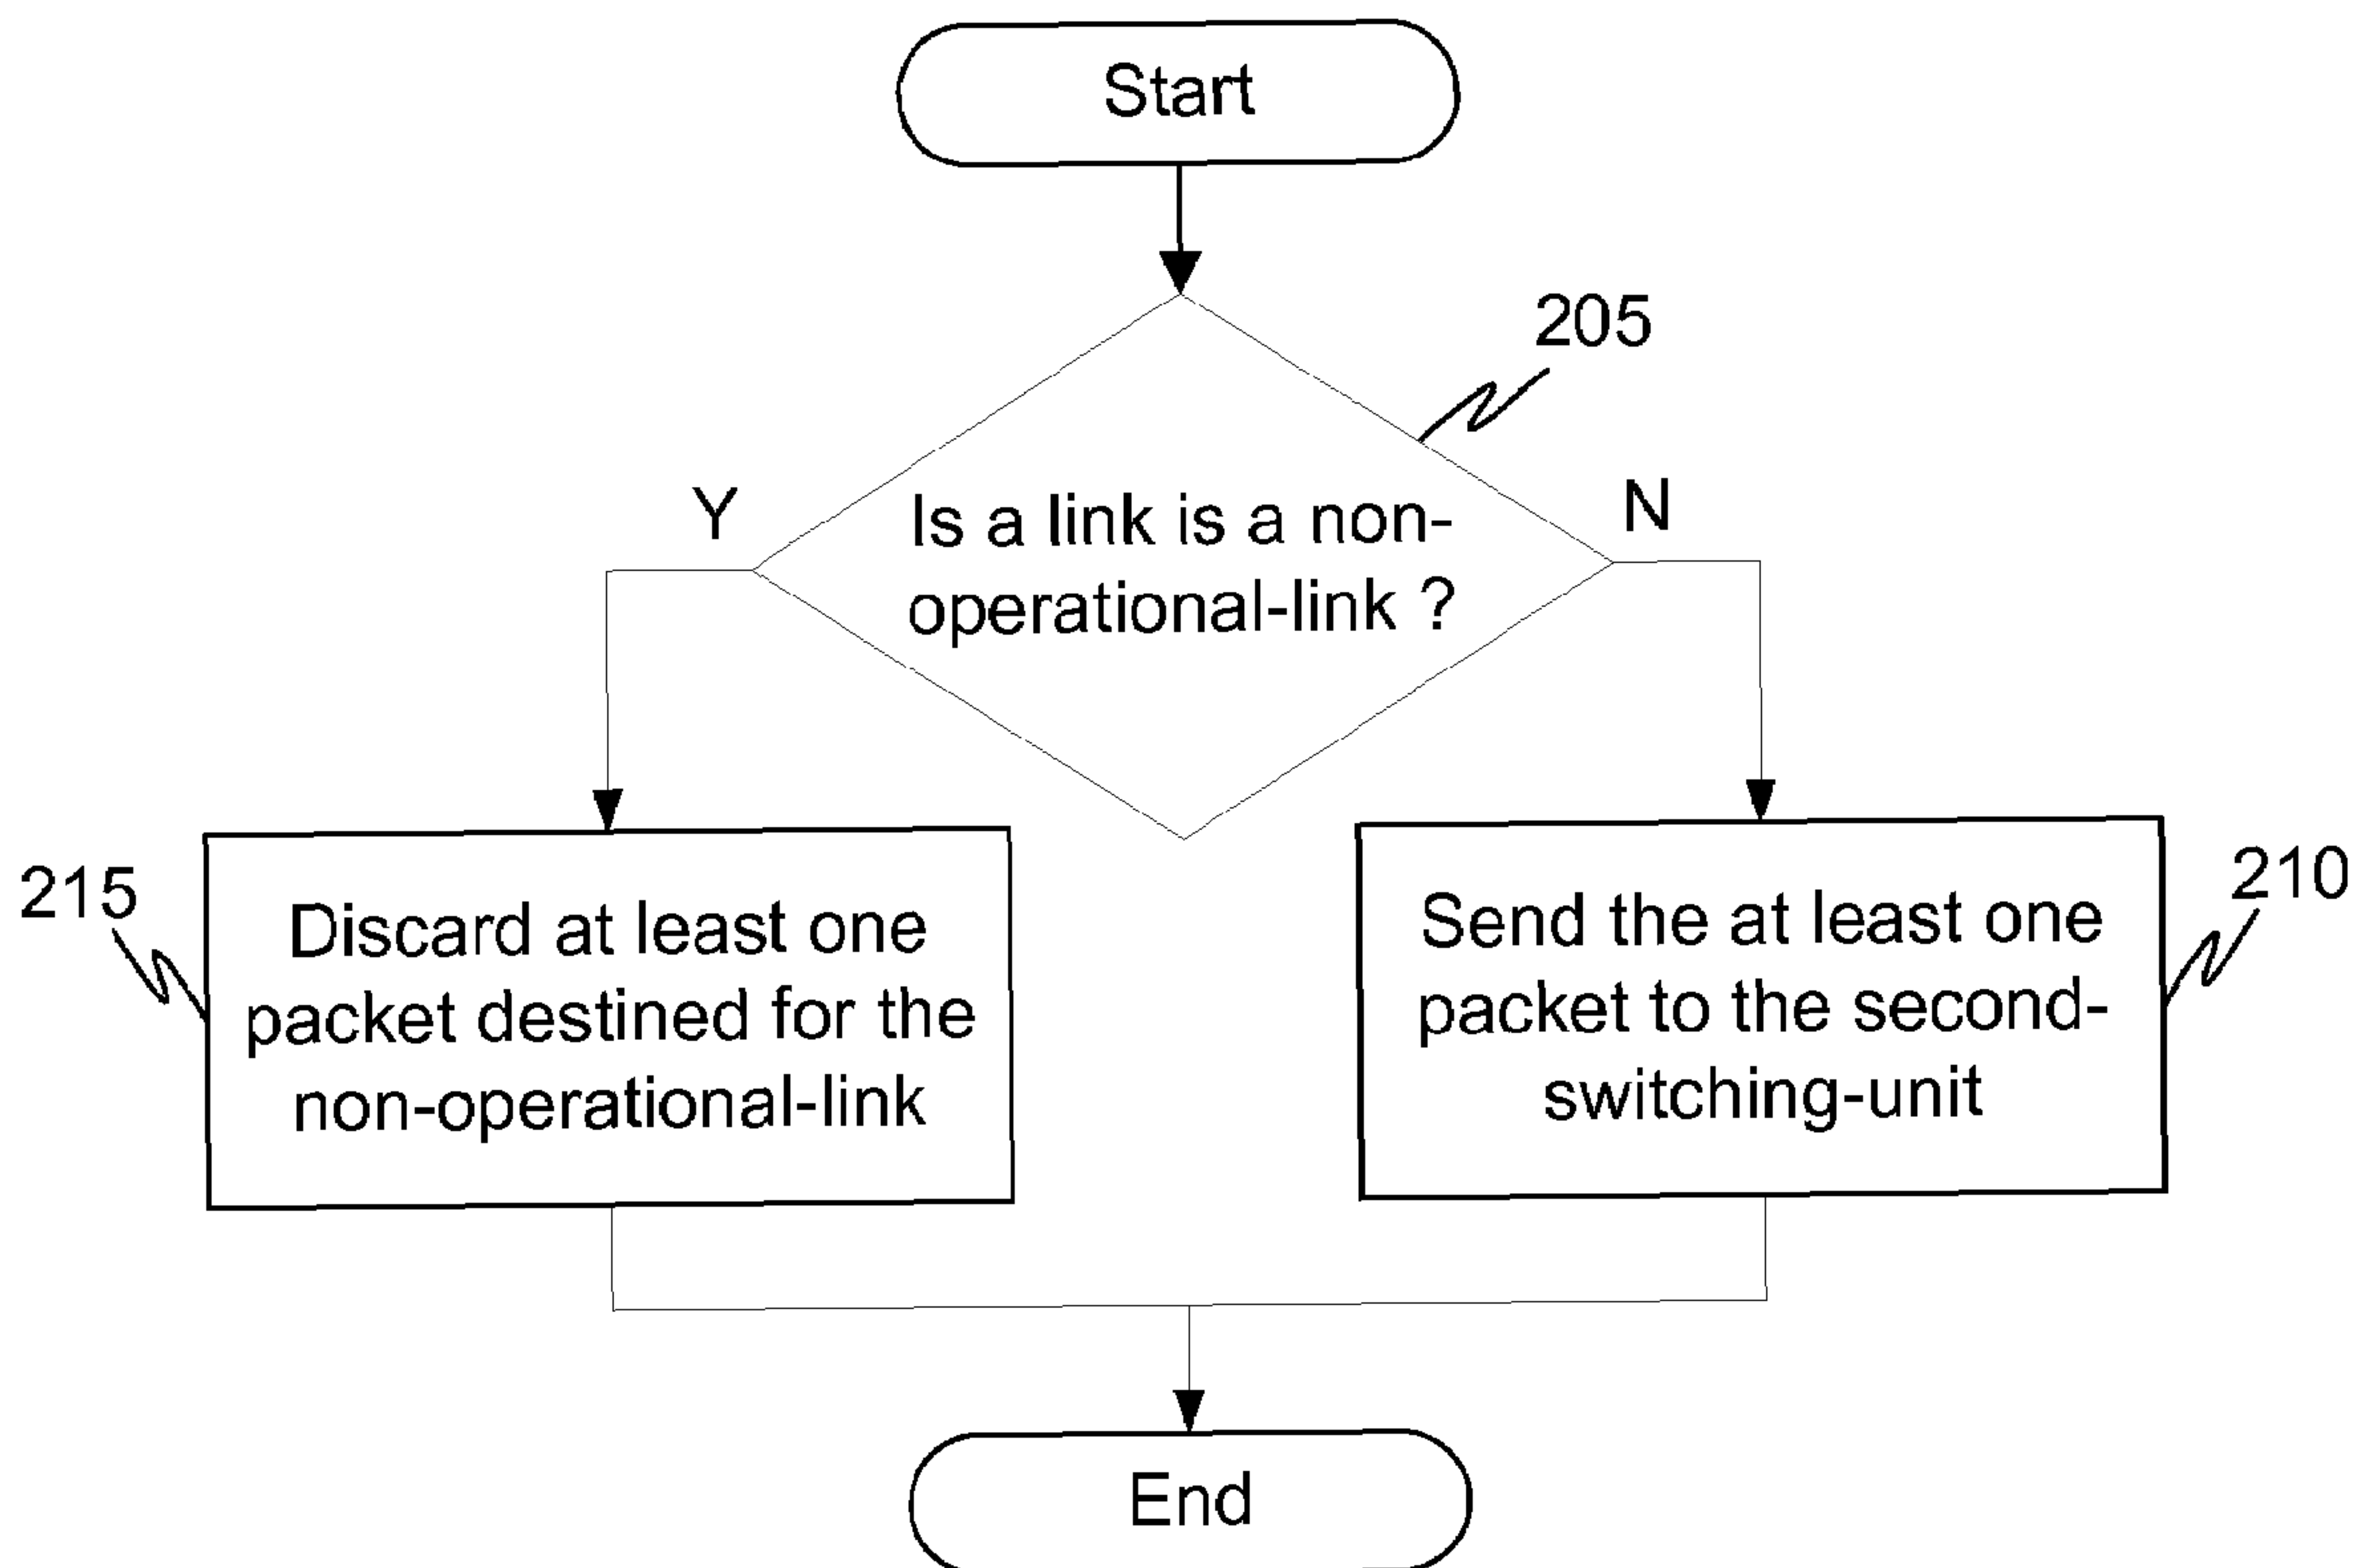 Start
205
Y
N
Is a link is a non-
operational-link ?
215
210
Discard at least one
packet destined for the
non-operational-link
Send the at least one
packet to the second-
switching-unit
End